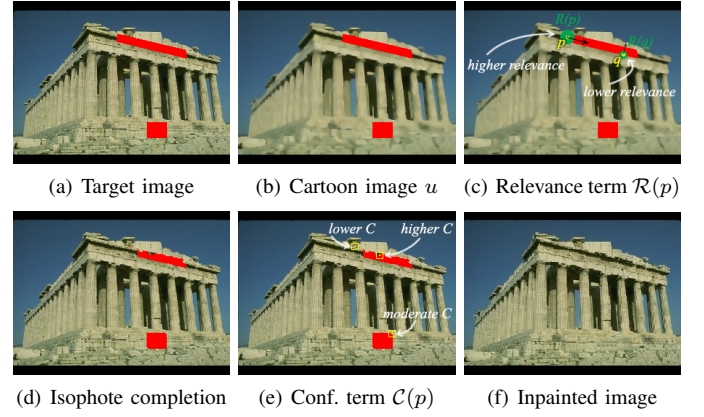 R(p)
p
R(q)
q
higher relevance
lower relevance
(a) Target image
(b) Cartoon image u
(c) Relevance term R(p)
lower C
higher C
moderate C
(d) Isophote completion
(e) Conf. term C(p)
(f) Inpainted image